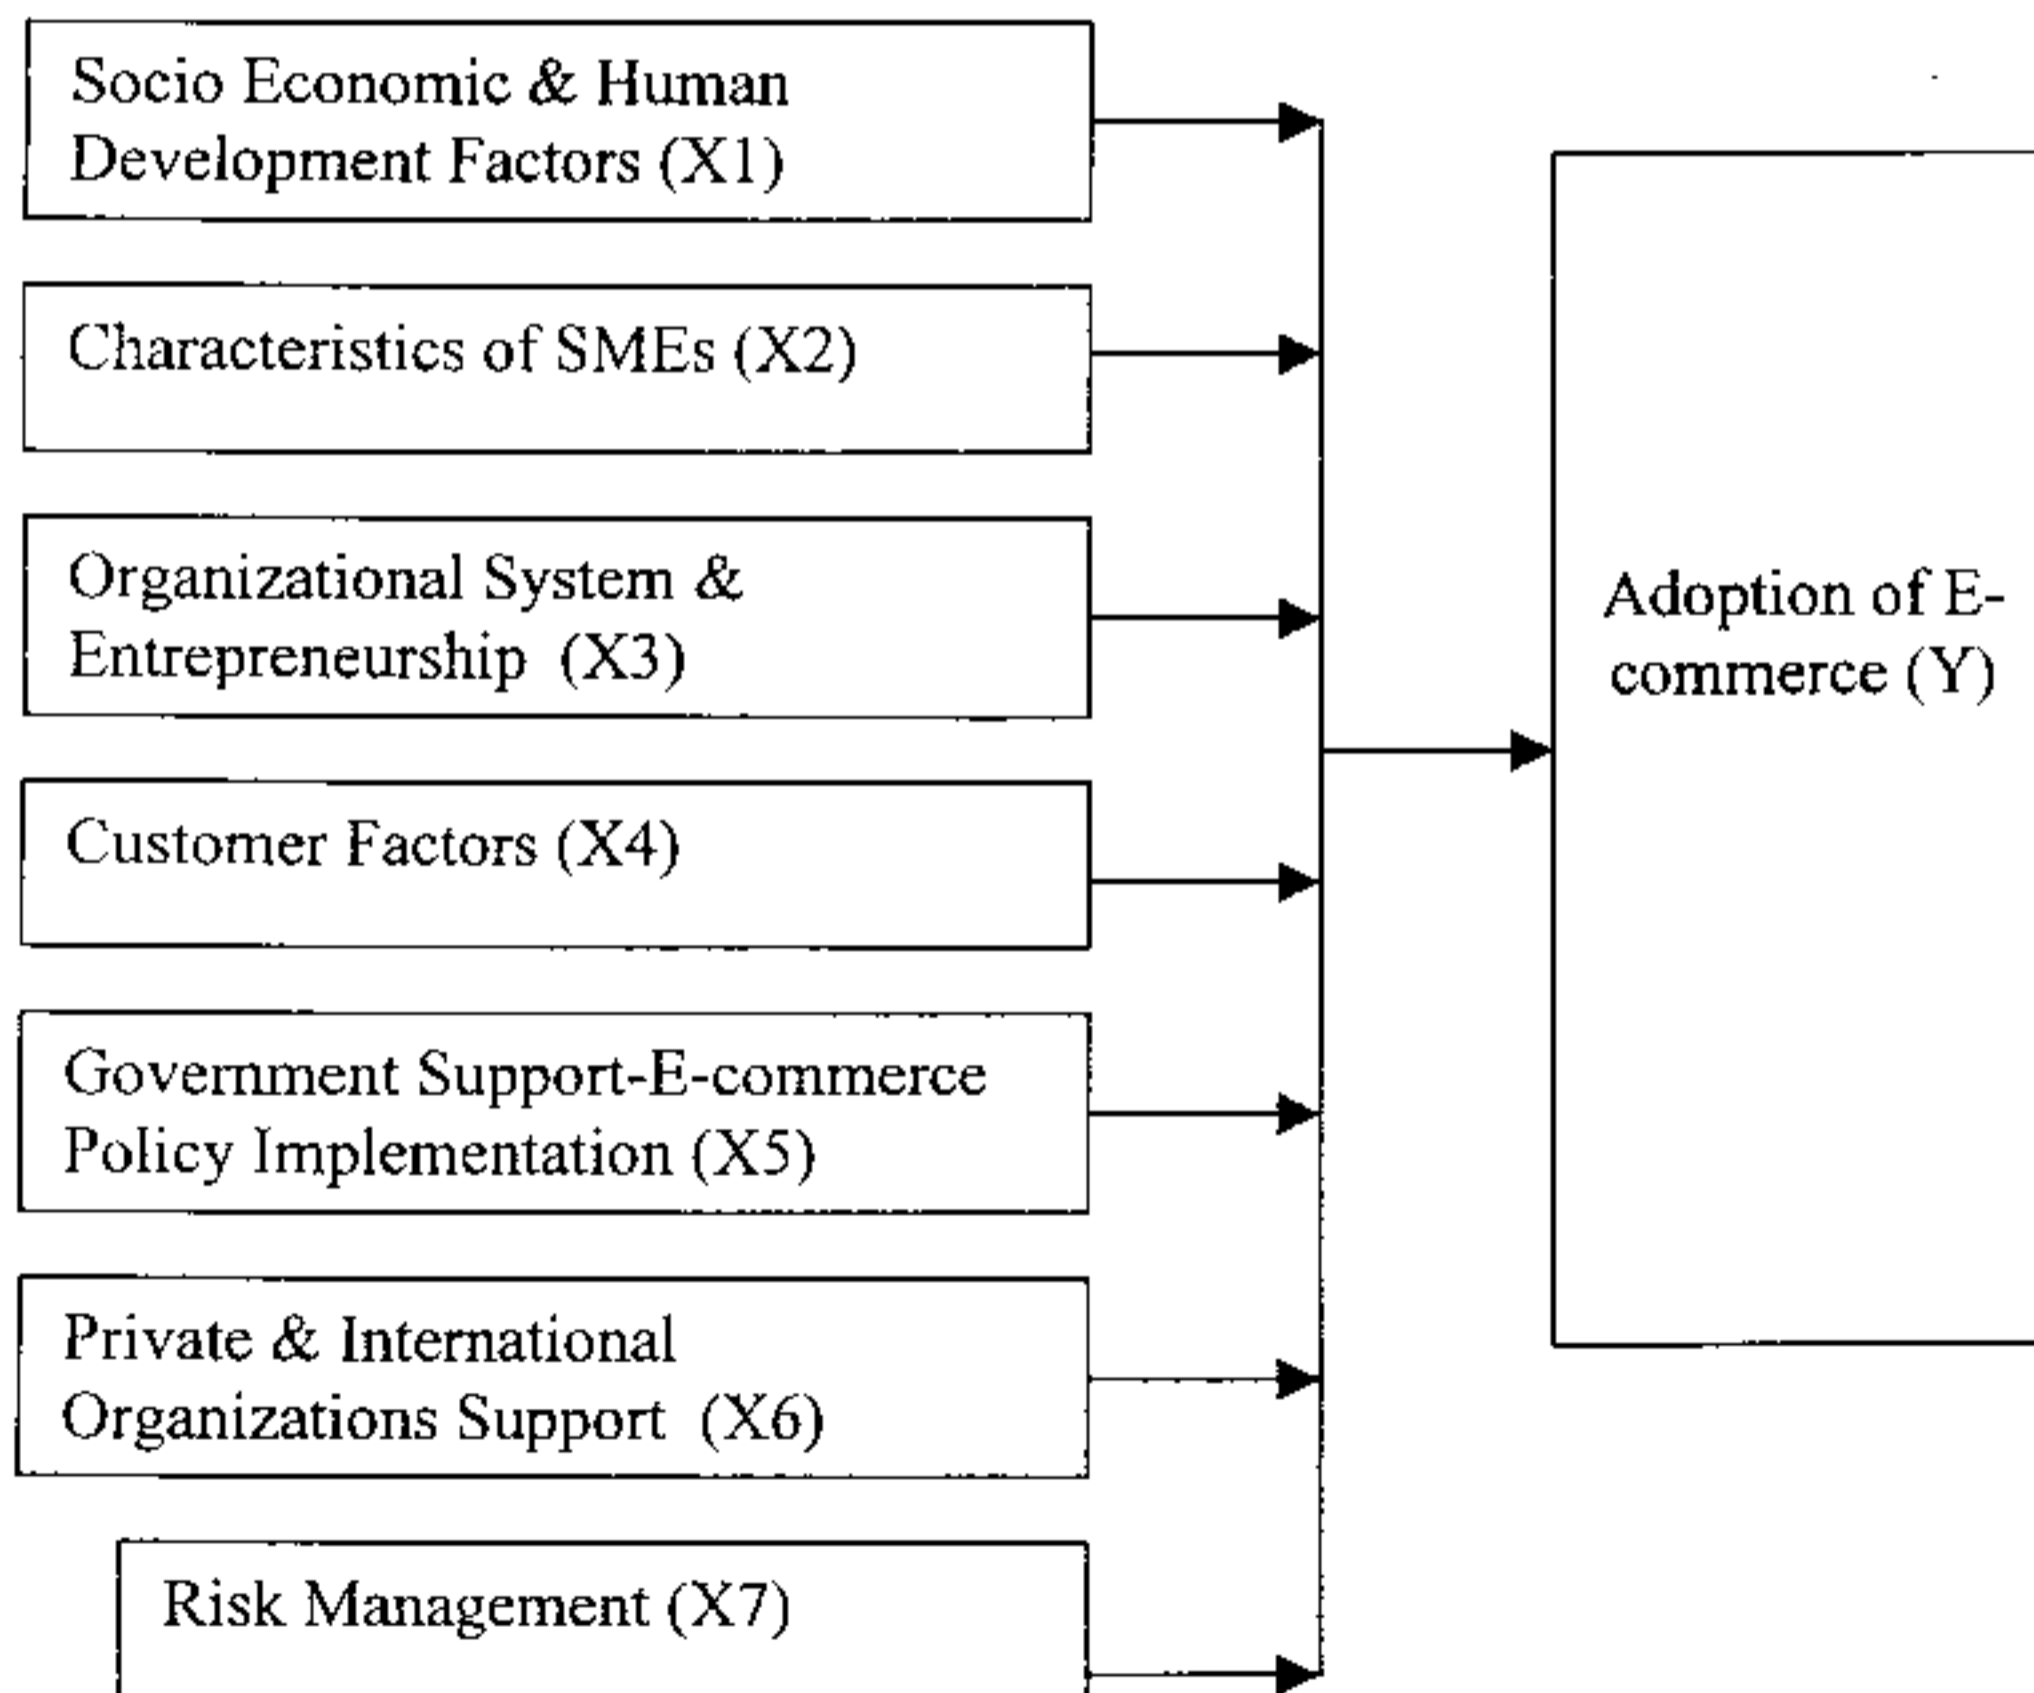 Socio Economic & Human
Development Factors (X1)
Characteristics of SMEs (X2)
Organizational System &
Entrepreneurship (X3)
Customer Factors (X4)
Government Support-E-commerce
Policy Implementation (X5)
Private & International
Organizations Support (X6)
Risk Management (X7)
Adoption of E-
commerce (Y)